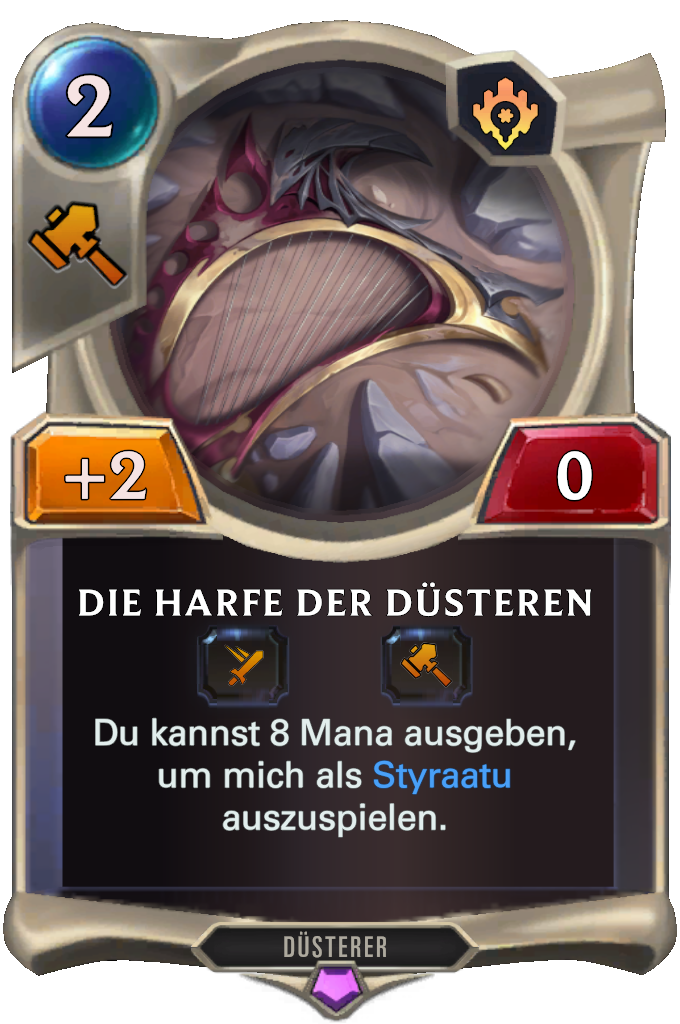 2
+2
0
DIE HARFE DER DÜSTEREN
Du kannst 8 Mana ausgeben,
um mich als Styraatu
auszuspielen.
DÜSTERER